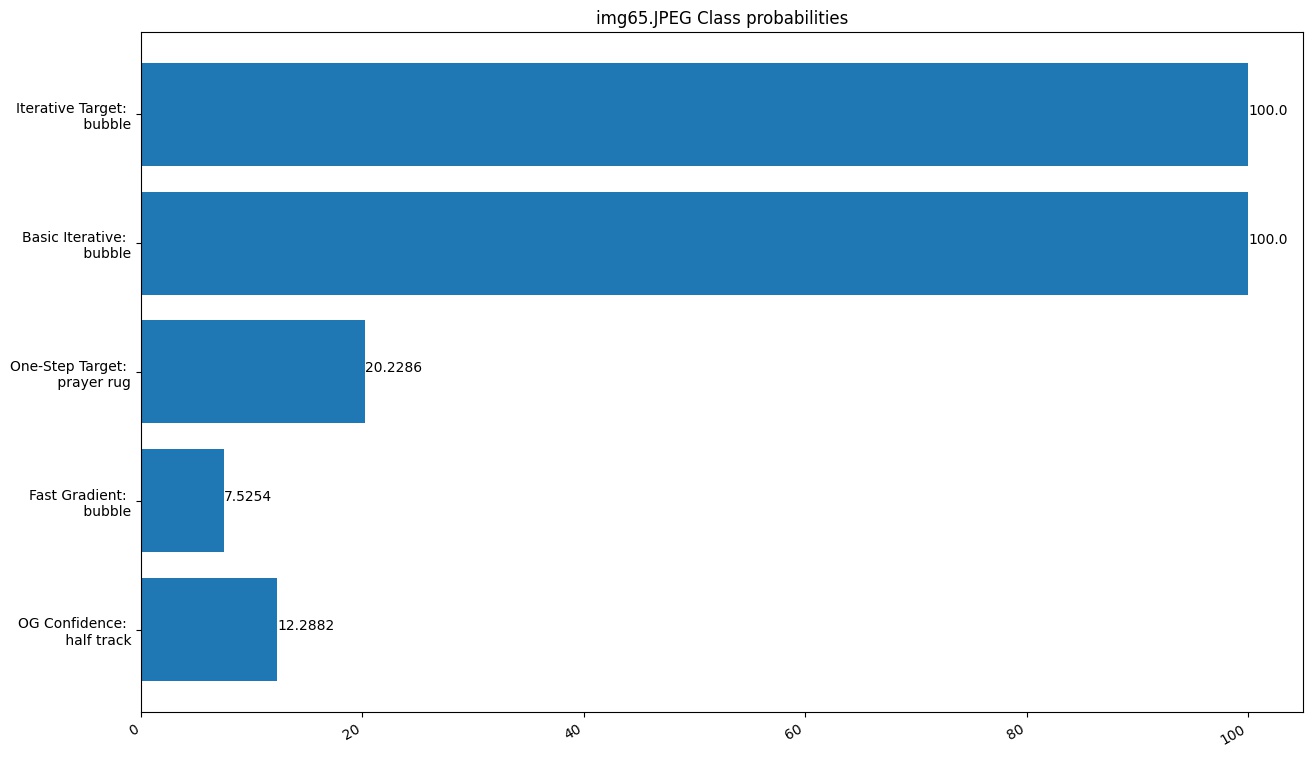 img65.JPEG Class probabilities
Iterative Target:
bubble
100.0
Basic Iterative:
bubble
100.0
One-Step Target:
prayer rug
20.2286
Fast Gradient:
bubble
7.5254
OG Confidence:
half track
12.2882
0
20
40
60
80
100